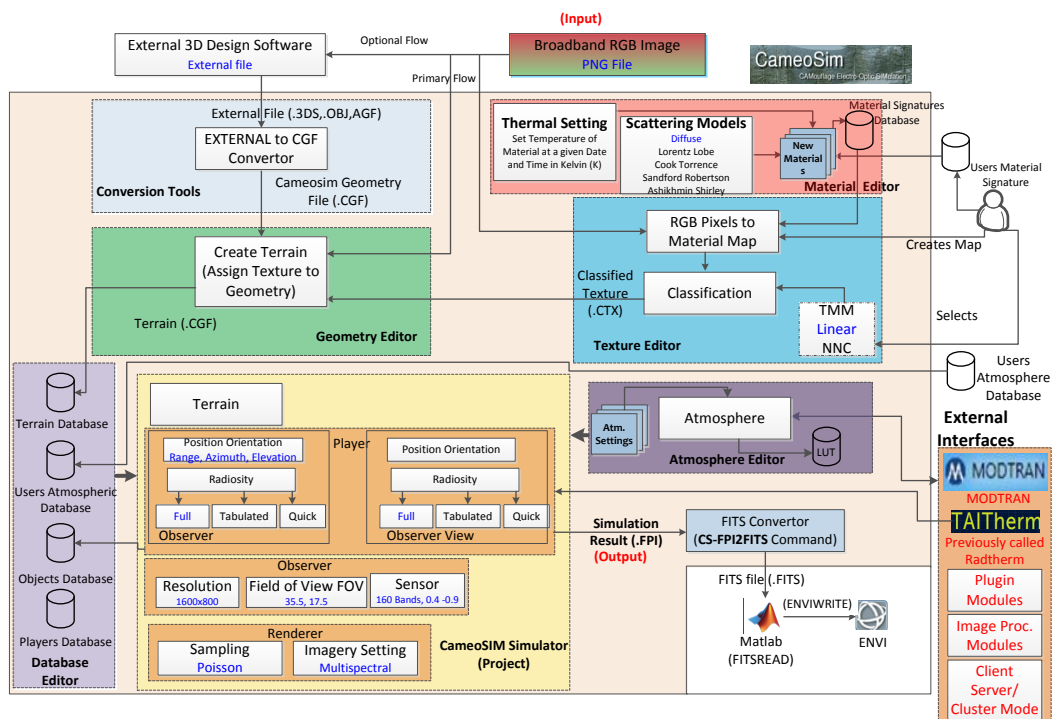 (Input)
External 3D Design Software
External file
Optional Flow
Broadband RGB Image
PNG File
Primary Flow
CameoSim
CAMouflage Electro-Optic SIMulation
External File (.3DS,.OBJ,AGF)
EXTERNAL to CGF
Convertor
Conversion Tools
Cameosim Geometry
File (.CGF)
Thermal Setting
Set Temperature of
Material at a given Date
and Time in Kelvin (K)
Scattering Models
Diffuse
Lorentz Lobe
Cook Torrence
Sandford Robertson
Ashikhmin Shirley
New
Material
s
Material Signatures
Database
Material Editor
Users Material
Signature
Creates Map
Selects
Create Terrain
(Assign Texture to
Geometry)
Terrain (.CGF)
Geometry Editor
RGB Pixels to
Material Map
Classified
Texture
(.CTX)
Classification
TMM
Linear
NNC
Texture Editor
Users
Atmosphere
Database
Terrain Database
Users Atmospheric
Database
Objects Database
Players Database
Database
Editor
Terrain
Player
Position Orientation
Range, Azimuth, Elevation
Radiosity
Full
Tabulated
Quick
Observer
Position Orientation
Radiosity
Full
Tabulated
Quick
Observer View
Observer
Resolution
1600x800
Field of View FOV
35.5, 17.5
Sensor
160 Bands, 0.4 -0.9
Renderer
Sampling
Poisson
Imagery Setting
Multispectral
CameoSIM Simulator
(Project)
Atm.
Settings
Atmosphere
LUT
Atmosphere Editor
Simulation
Result (.FPI)
(Output)
FITS Convertor
(CS-FPI2FITS
Command)
FITS file (.FITS)
(ENVIWRITE)
Matlab
(FITSREAD)
ENVI
External
Interfaces
MODTRAN
MODTRAN
TAITherm
Previously called
Radtherm
Plugin
Modules
Image Proc.
Modules
Client
Server/
Cluster Mode